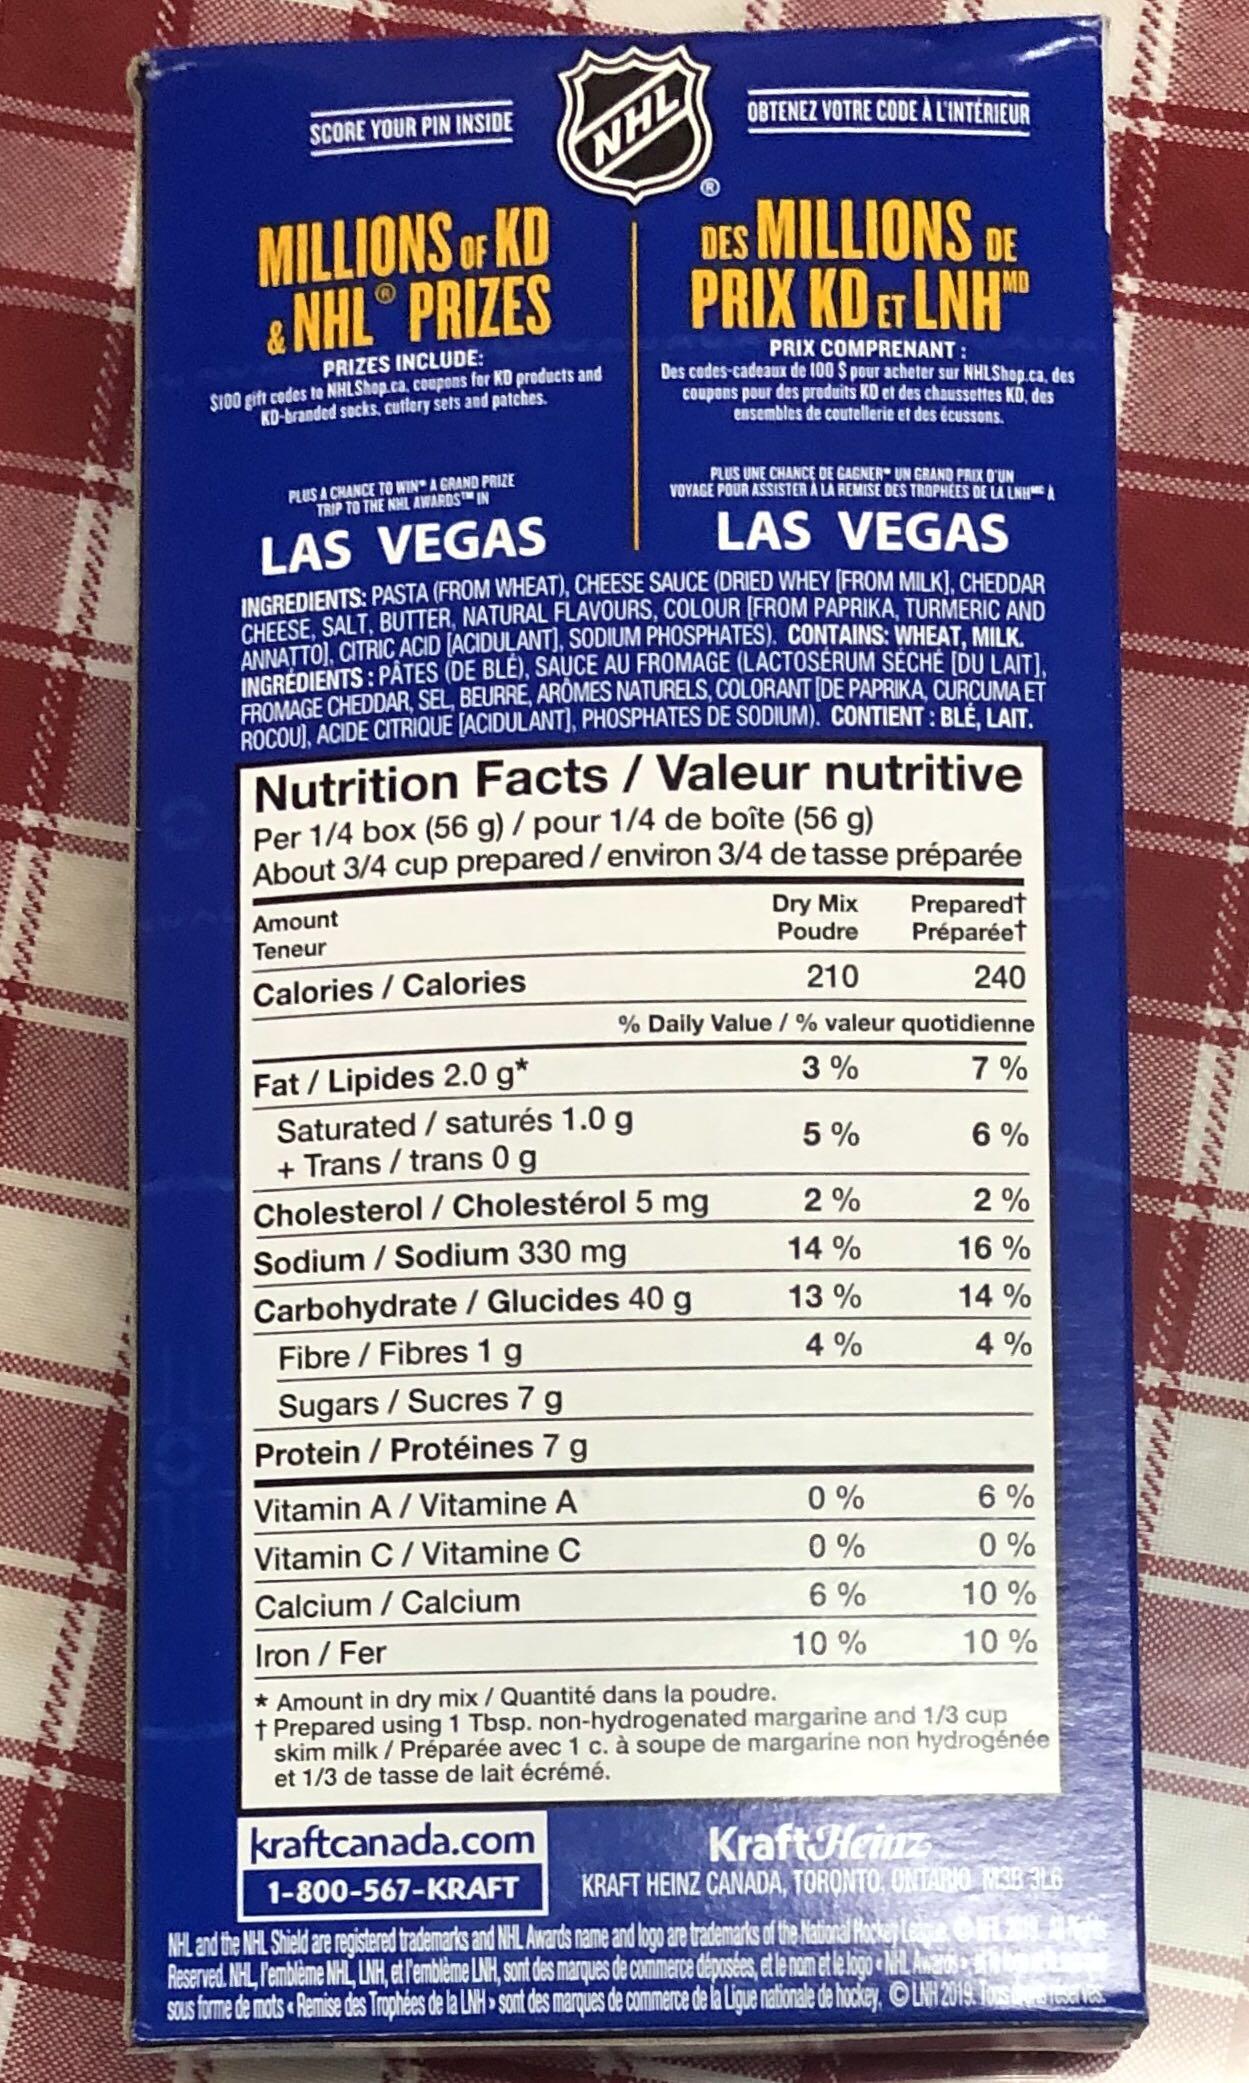 SCORE YOUR PIN INSIDE
NHL
®
OBTENEZ VOTRE CODE À L'INTÉRIEUR
MILLIONS OF KD
& NHL® PRIZES
PRIZES INCLUDE:
$100 gift codes to NHLShop.ca, coupons for KD products and
KD-branded socks, cutlery sets and patches.
PLUS A CHANCE TO WIN** A GRAND PRIZE
TRIP TO THE NHL AWARDS™ IN
LAS VEGAS
DES MILLIONS DE
PRIX KD ET LNHMD
PRIX COMPRENANT :
Des codes-cadeaux de 100 $ pour acheter sur NHLShop.ca, des
coupons pour des produits KD et des chaussettes KD, des
ensembles de coutellerie et des écussons.
PLUS UNE CHANCE DE GAGNER** UN GRAND PRIX D'UN
VOYAGE POUR ASSISTER À LA REMISE DES TROPHÉES DE LA LNHMC À
LAS VEGAS
INGREDIENTS: PASTA (FROM WHEAT), CHEESE SAUCE (DRIED WHEY [FROM MILK], CHEDDAR
CHEESE, SALT, BUTTER, NATURAL FLAVOURS, COLOUR [FROM PAPRIKA, TURMERIC AND
ANNATTO], CITRIC ACID [ACIDULANT], SODIUM PHOSPHATES). CONTAINS: WHEAT, MILK.
INGRÉDIENTS : PÂTES (DE BLÉ), SAUCE AU FROMAGE (LACTOSÉRUM SÉCHÉ [DU LAIT],
FROMAGE CHEDDAR, SEL, BEURRE, ARÔMES NATURELS, COLORANT [DE PAPRIKA, CURCUMA ET
ROCOU], ACIDE CITRIQUE [ACIDULANT], PHOSPHATES DE SODIUM). CONTIENT : BLÉ, LAIT.
Nutrition Facts / Valeur nutritive
Per 1/4 box (56 g) / pour 1/4 de boîte (56 g)
About 3/4 cup prepared / environ 3/4 de tasse préparée
Amount Dry Mix Prepared†
Teneur Poudre Préparée†
Calories / Calories 210 240
% Daily Value / % valeur quotidienne
Fat / Lipides 2.0 g* 3 % 7 %
Saturated / saturés 1.0 g
+ Trans / trans 0 g 5 % 6 %
Cholesterol / Cholestérol 5 mg 2 % 2 %
Sodium / Sodium 330 mg 14 % 16 %
Carbohydrate / Glucides 40 g 13 % 14 %
Fibre / Fibres 1 g 4 % 4 %
Sugars / Sucres 7 g
Protein / Protéines 7 g
Vitamin A / Vitamine A 0 % 6 %
Vitamin C / Vitamine C 0 % 0 %
Calcium / Calcium 6 % 10 %
Iron / Fer 10 % 10 %
* Amount in dry mix / Quantité dans la poudre.
† Prepared using 1 Tbsp. non-hydrogenated margarine and 1/3 cup
skim milk / Préparée avec 1 c. à soupe de margarine non hydrogénée
et 1/3 de tasse de lait écrémé.
kraftcanada.com
1-800-567-KRAFT
KraftHeinz
KRAFT HEINZ CANADA, TORONTO, ONTARIO M3B 3L6
NHL and the NHL Shield are registered trademarks and NHL Awards name and logo are trademarks of the National Hockey League. © NHL 2019. All Rights
Reserved. NHL, l'emblème NHL, LNH, et l'emblème LNH, sont des marques de commerce déposées, et le nom et le logo « NHL Awards »
sous forme de mots « Remise des Trophées de la LNH » sont des marques de commerce de la Ligue nationale de hockey. © LNH 2019. Tous réservés.